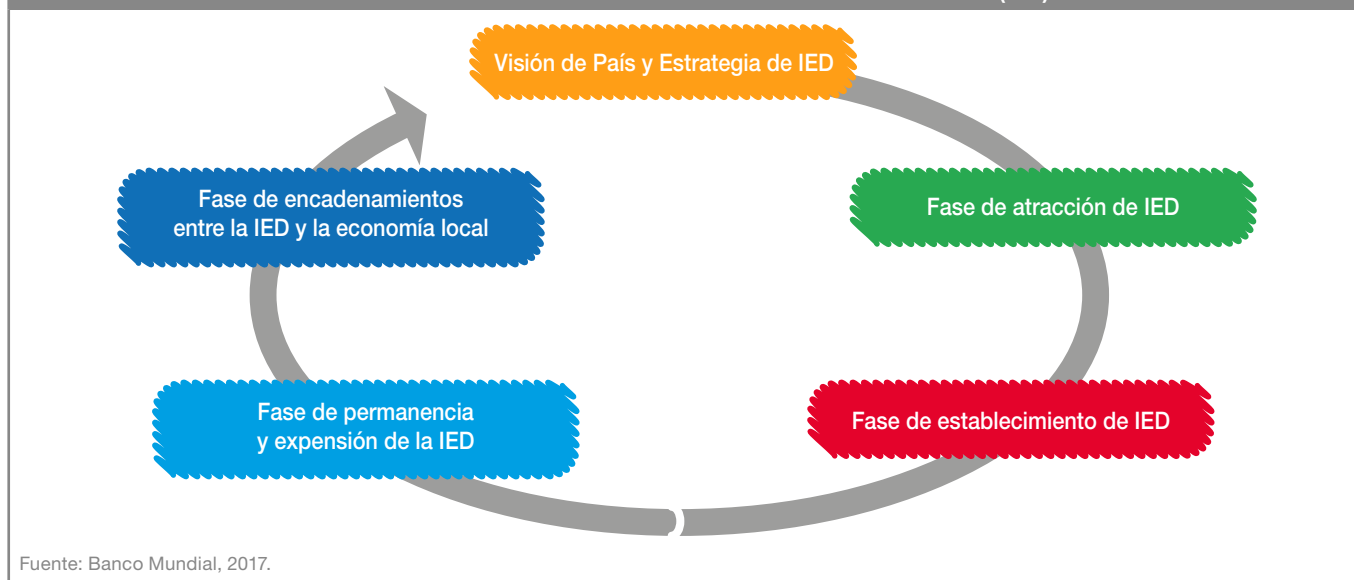 Visión de País y Estrategia de IED
Fase de atracción de IED
Fase de establecimiento de IED
Fase de permanencia
y expensión de la IED
Fase de encadenamientos
entre la IED y la economía local
Fuente: Banco Mundial, 2017.